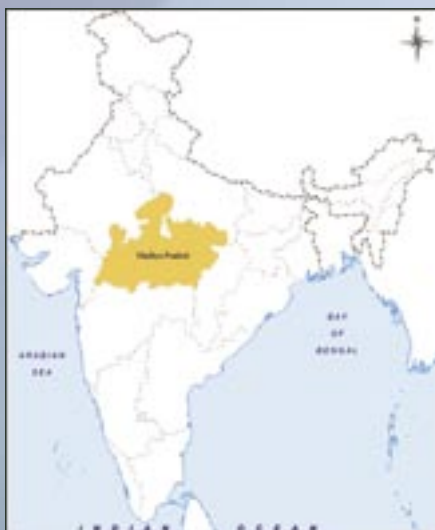 Madhya Pradesh
ARABIAN
SEA
BAY
OF
BENGAL
INDIAN OCEAN